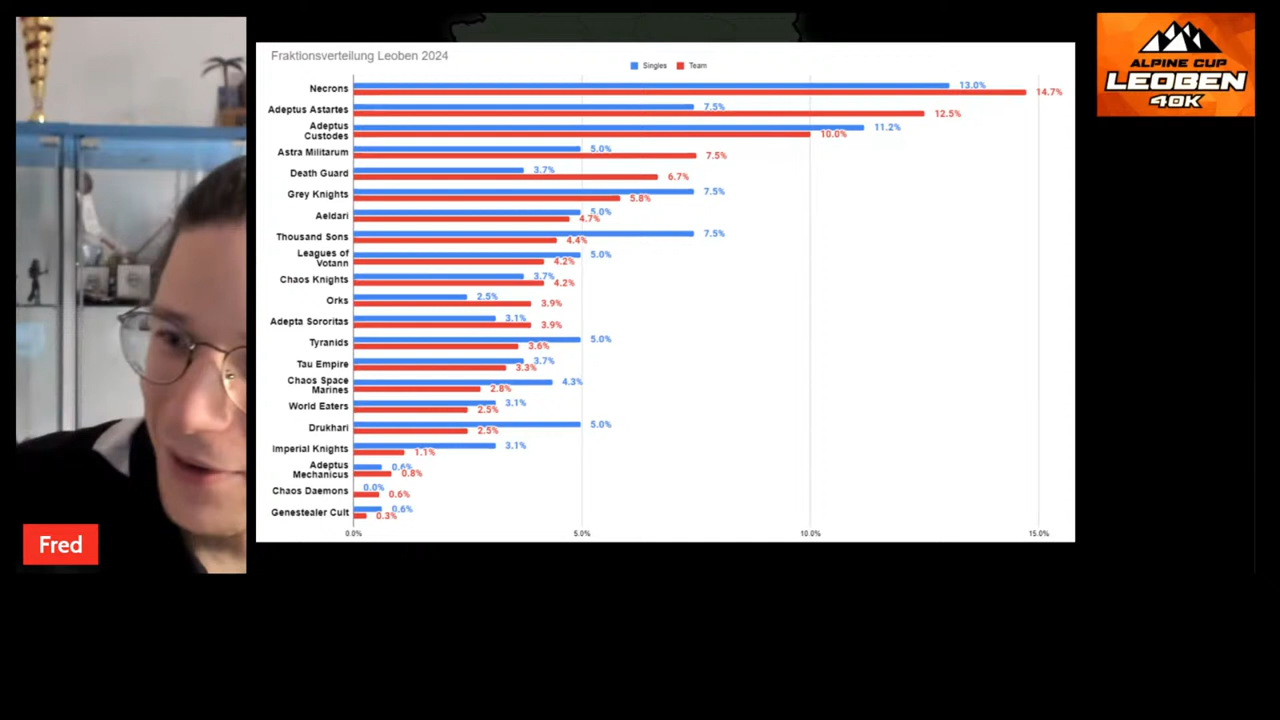 Fraktionsverteilung Leoben 2024
Singles Team
Necrons 13.0% 14.7%
Adeptus Astartes 7.5% 12.5%
Adeptus
Custodes 11.2% 10.0%
Astra Militarum 5.0% 7.5%
Death Guard 3.7% 6.7%
Grey Knights 7.5% 5.8%
Aeldari 5.0% 4.7%
Thousand Sons 7.5% 4.4%
Leagues of
Votann 5.0% 4.2%
Chaos Knights 3.7% 4.2%
Orks 2.5% 3.9%
Adepta Sororitas 3.1% 3.9%
Tyranids 5.0% 3.6%
Tau Empire 3.7% 3.3%
Chaos Space
Marines 4.3% 2.8%
World Eaters 3.1% 2.5%
Drukhari 5.0% 2.5%
Imperial Knights 3.1% 1.1%
Adeptus
Mechanicus 0.6% 0.8%
Chaos Daemons 0.0% 0.6%
Genestealer Cult 0.6% 0.3%
0.0% 5.0% 10.0% 15.0%
ALPINE CUP
LEOBEN
40K
Fred